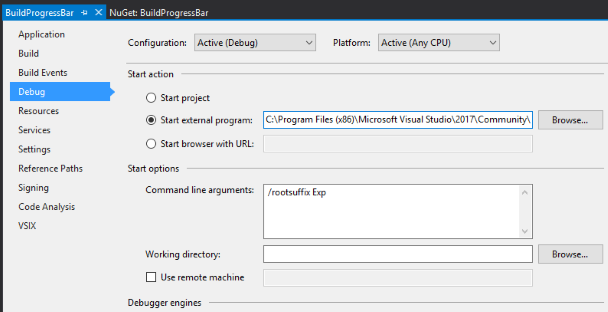 BuildProgressBar NuGet: BuildProgressBar
Application
Configuration: Active (Debug) Platform: Active (Any CPU)
Build
Build Events
Start action
Debug
Start project
Resources
Start external program: C:\Program Files (x86)\Microsoft Visual Studio\2017\Community\ Browse...
Services
Start browser with URL:
Settings
Reference Paths
Start options
Signing
Command line arguments: /rootsuffix Exp
Code Analysis
VSIX
Working directory: Browse...
Use remote machine
Debugger engines